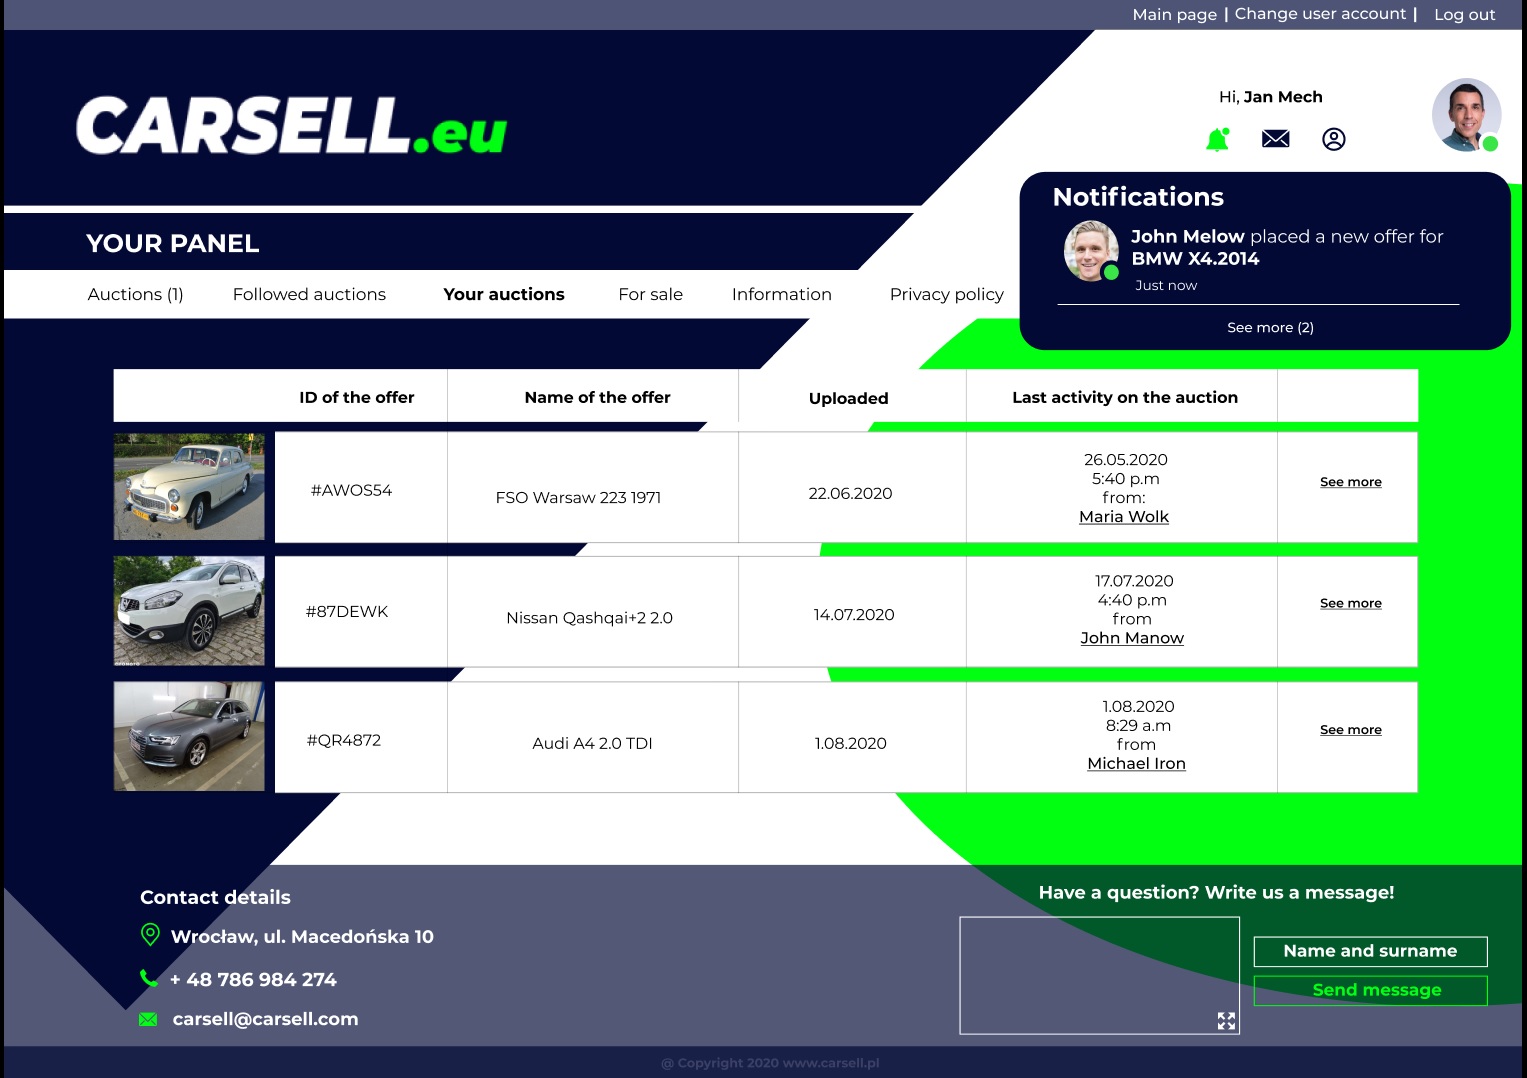 Main page | Change user account | Log out
CARSELL.eu
Hi, Jan Mech
YOUR PANEL
Notifications
John Melow placed a new offer for
BMW X4.2014
Just now
See more (2)
Auctions (1) Followed auctions Your auctions For sale Information Privacy policy
ID of the offer Name of the offer Uploaded Last activity on the auction
#AWOS54 FSO Warsaw 223 1971 22.06.2020
26.05.2020
5:40 p.m
from:
Maria Wolk
See more
#87DEWK Nissan Qashqai+2 2.0 14.07.2020
17.07.2020
4:40 p.m
from
John Manow
See more
#QR4872 Audi A4 2.0 TDI 1.08.2020
1.08.2020
8:29 a.m
from
Michael Iron
See more
Contact details
Wrocław, ul. Macedońska 10
+ 48 786 984 274
carsell@carsell.com
Have a question? Write us a message!
Name and surname
Send message
@ Copyright 2020 www.carsell.pl